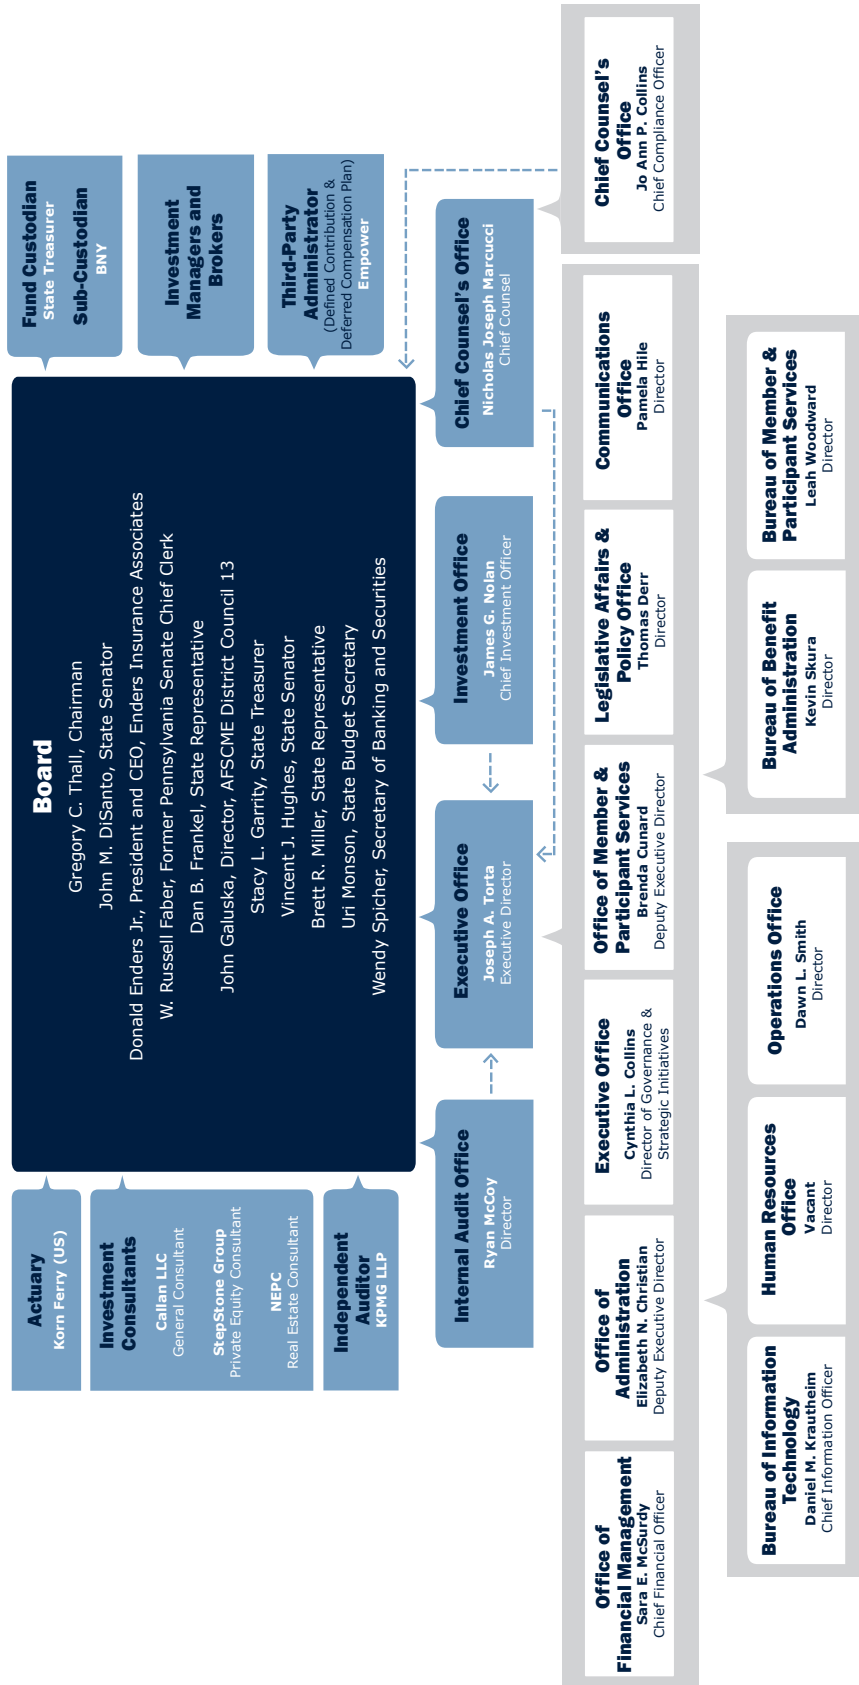 Actuary
Korn Ferry (US)
Investment
Consultants
Callan LLC
General Consultant
StepStone Group
Private Equity Consultant
NEPC
Real Estate Consultant
Independent
Auditor
KPMG LLP
Board
Gregory C. Thall, Chairman
John M. DiSanto, State Senator
Donald Enders Jr., President and CEO, Enders Insurance Associates
W. Russell Faber, Former Pennsylvania Senate Chief Clerk
Dan B. Frankel, State Representative
John Galuska, Director, AFSCME District Council 13
Stacy L. Garrity, State Treasurer
Vincent J. Hughes, State Senator
Brett R. Miller, State Representative
Uri Monson, State Budget Secretary
Wendy Spicher, Secretary of Banking and Securities
Fund Custodian
State Treasurer
Sub-Custodian
BNY
Investment
Managers and
Brokers
Third-Party
Administrator
(Defined Contribution &
Deferred Compensation Plan)
Empower
Internal Audit Office
Ryan McCoy
Director
Executive Office
Joseph A. Torta
Executive Director
Investment Office
James G. Nolan
Chief Investment Officer
Chief Counsel's Office
Nicholas Joseph Marcucci
Chief Counsel
Office of
Financial Management
Sara E. McSurdy
Chief Financial Officer
Office of
Administration
Elizabeth N. Christian
Deputy Executive Director
Executive Office
Cynthia L. Collins
Director of Governance &
Strategic Initiatives
Office of Member &
Participant Services
Brenda Cunard
Deputy Executive Director
Legislative Affairs &
Policy Office
Thomas Derr
Director
Communications
Office
Pamela Hile
Director
Chief Counsel's
Office
Jo Ann P. Collins
Chief Compliance Officer
Bureau of Information
Technology
Daniel M. Krautheim
Chief Information Officer
Human Resources
Office
Vacant
Director
Operations Office
Dawn L. Smith
Director
Bureau of Benefit
Administration
Kevin Skura
Director
Bureau of Member &
Participant Services
Leah Woodward
Director